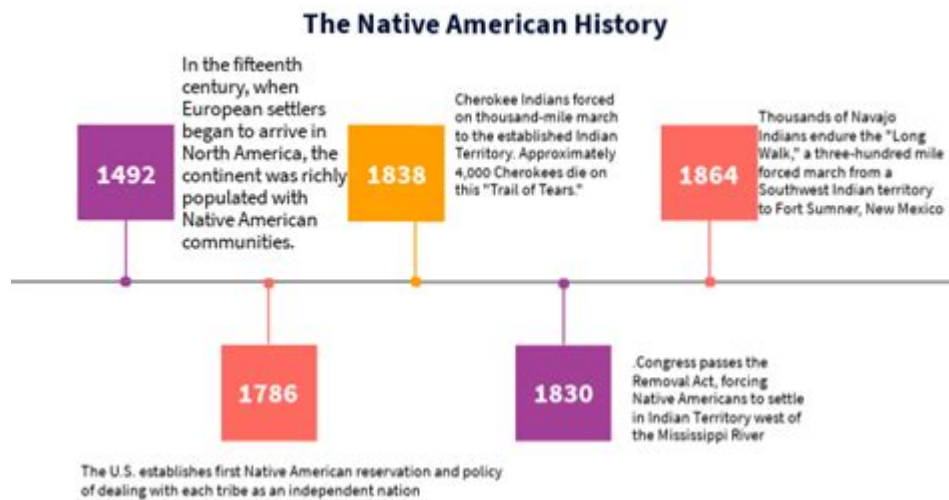 The Native American History
1492
In the fifteenth
century, when
European settlers
began to arrive in
North America, the
continent was richly
populated with
Native American
communities.
1786
The U.S. establishes first Native American reservation and policy
of dealing with each tribe as an independent nation
1838
Cherokee Indians forced
on thousand-mile march
to the established Indian
Territory. Approximately
4,000 Cherokees die on
this "Trail of Tears."
1830
.Congress passes the
Removal Act, forcing
Native Americans to settle
in Indian Territory west of
the Mississippi River
1864
Thousands of Navajo
Indians endure the "Long
Walk," a three-hundred mile
forced march from a
Southwest Indian territory
to Fort Sumner, New Mexico